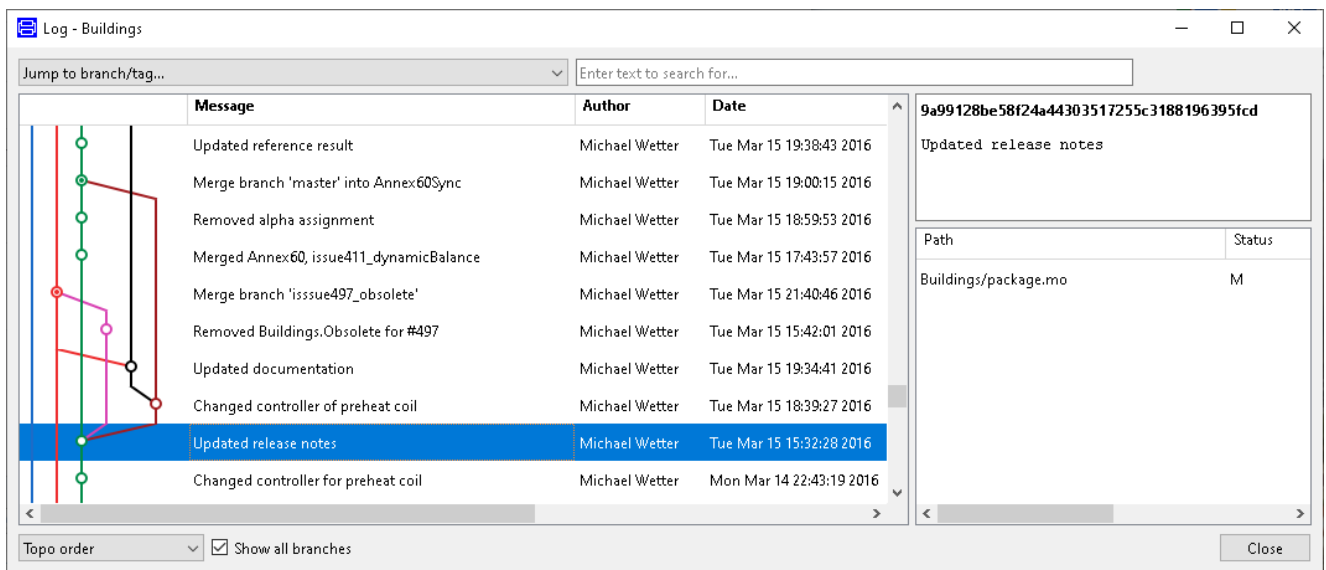 Log - Buildings
Jump to branch/tag...
Enter text to search for...
Message Author Date
Updated reference result Michael Wetter Tue Mar 15 19:38:43 2016
Merge branch 'master' into Annex60Sync Michael Wetter Tue Mar 15 19:00:15 2016
Removed alpha assignment Michael Wetter Tue Mar 15 18:59:53 2016
Merged Annex60, issue411_dynamicBalance Michael Wetter Tue Mar 15 17:43:57 2016
Merge branch 'isssue497_obsolete' Michael Wetter Tue Mar 15 21:40:46 2016
Removed Buildings.Obsolete for #497 Michael Wetter Tue Mar 15 15:42:01 2016
Updated documentation Michael Wetter Tue Mar 15 19:34:41 2016
Changed controller of preheat coil Michael Wetter Tue Mar 15 18:39:27 2016
Updated release notes Michael Wetter Tue Mar 15 15:32:28 2016
Changed controller for preheat coil Michael Wetter Mon Mar 14 22:43:19 2016
9a99128be58f24a44303517255c3188196395fcd
Updated release notes
Path Status
Buildings/package.mo M
Topo order
Show all branches
Close